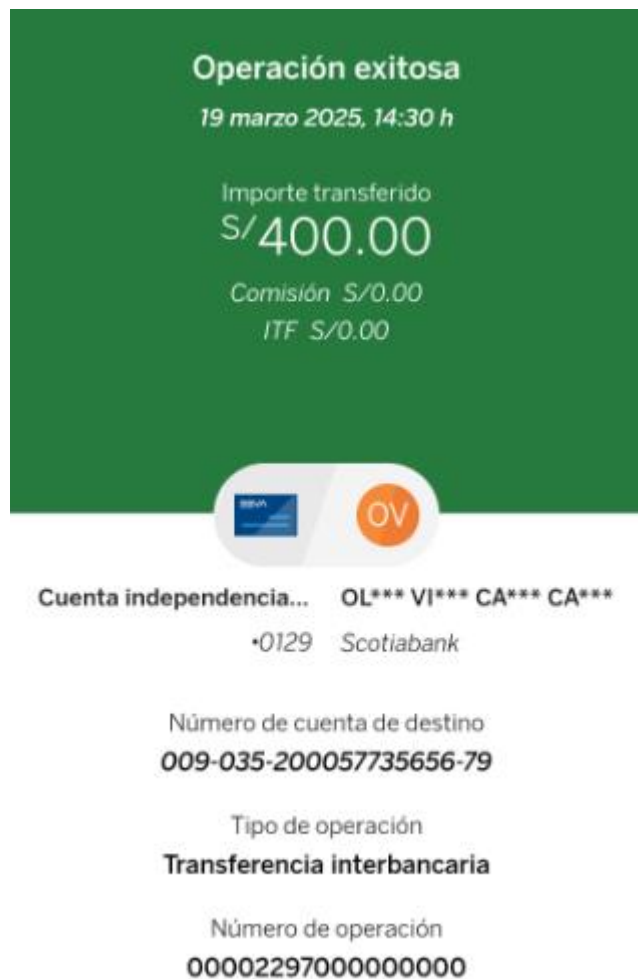 Operación exitosa
19 marzo 2025, 14:30 h
Importe transferido
S/400.00
Comisión S/0.00
ITF S/0.00
BBVA
OV
Cuenta independencia... OL*** VI*** CA*** CA***
•0129 Scotiabank
Número de cuenta de destino
009-035-200057735656-79
Tipo de operación
Transferencia interbancaria
Número de operación
000022970000000000